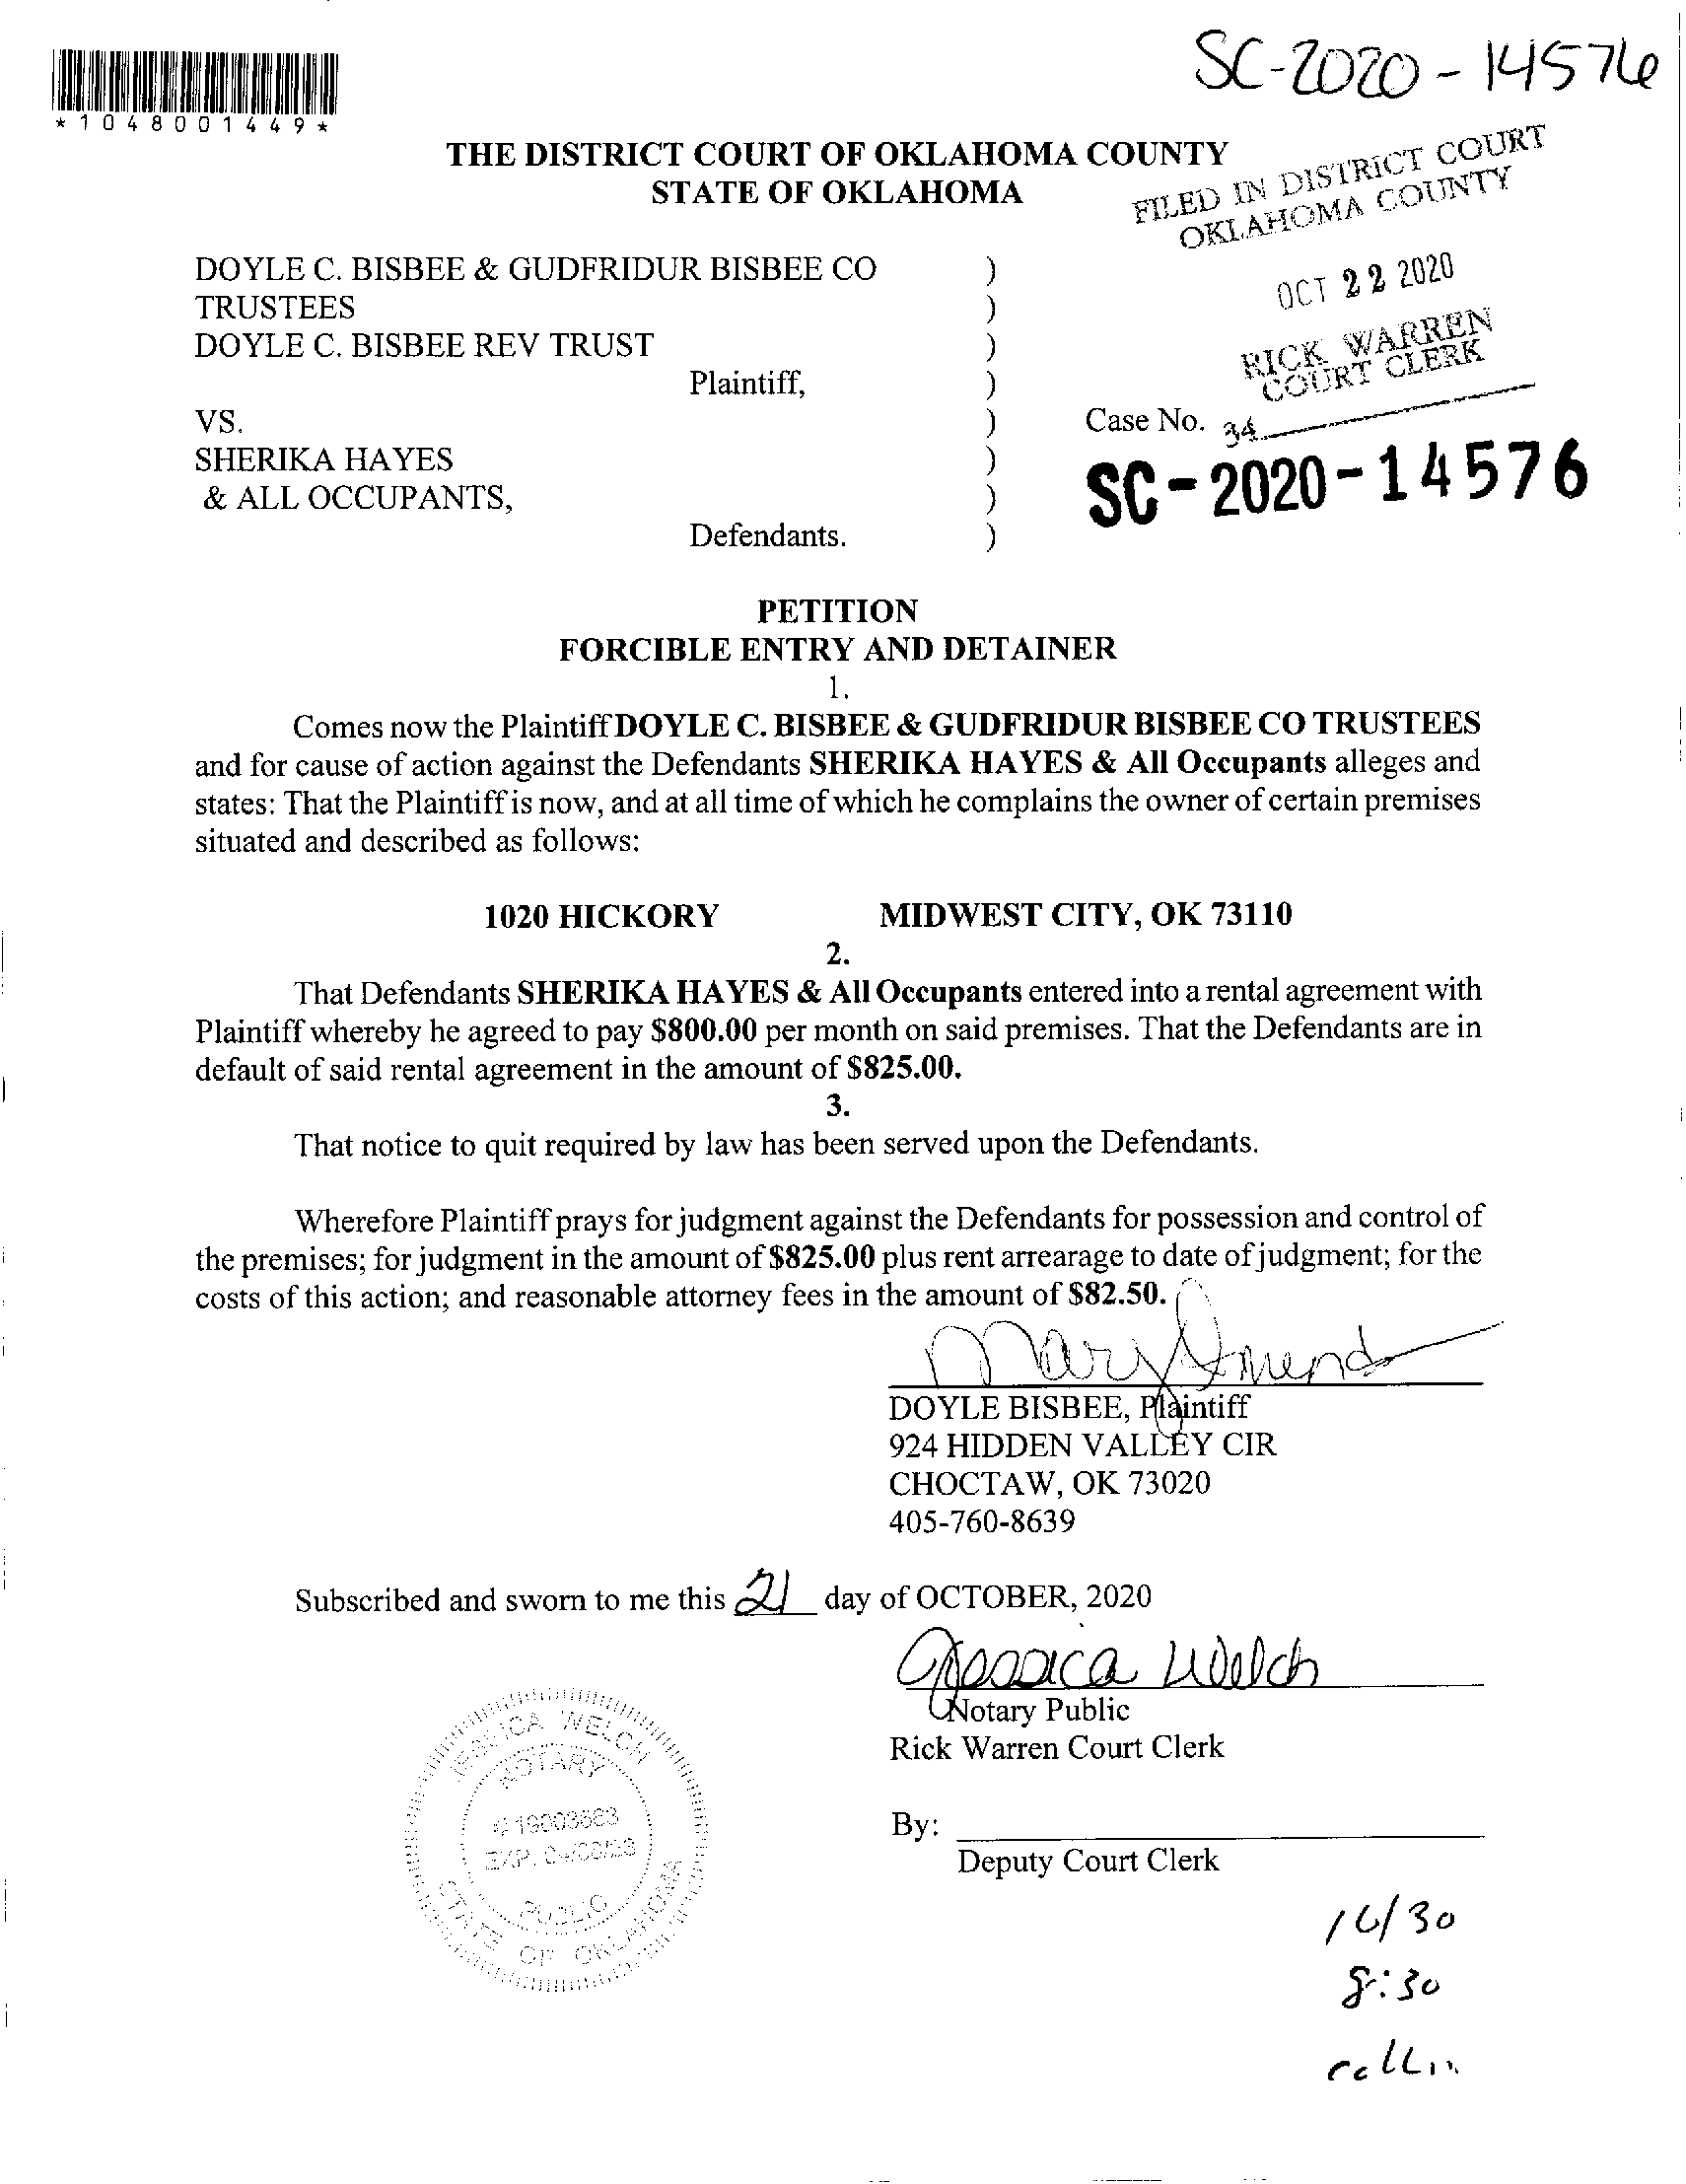 SC-2020-14576
*1048001449*
THE DISTRICT COURT OF OKLAHOMA COUNTY
STATE OF OKLAHOMA
FILED IN DISTRICT COURT
OKLAHOMA COUNTY
OCT 22 2020
RICK WARREN
COURT CLERK
34
DOYLE C. BISBEE & GUDFRIDUR BISBEE CO )
TRUSTEES )
DOYLE C. BISBEE REV TRUST )
Plaintiff, )
VS. ) Case No.
SHERIKA HAYES )
& ALL OCCUPANTS, ) SC-2020-14576
Defendants. )
PETITION
FORCIBLE ENTRY AND DETAINER
1.
Comes now the Plaintiff DOYLE C. BISBEE & GUDFRIDUR BISBEE CO TRUSTEES
and for cause of action against the Defendants SHERIKA HAYES & All Occupants alleges and
states: That the Plaintiff is now, and at all time of which he complains the owner of certain premises
situated and described as follows:
1020 HICKORY MIDWEST CITY, OK 73110
2.
That Defendants SHERIKA HAYES & All Occupants entered into a rental agreement with
Plaintiff whereby he agreed to pay $800.00 per month on said premises. That the Defendants are in
default of said rental agreement in the amount of $825.00.
3.
That notice to quit required by law has been served upon the Defendants.
Wherefore Plaintiff prays for judgment against the Defendants for possession and control of
the premises; for judgment in the amount of $825.00 plus rent arrearage to date of judgment; for the
costs of this action; and reasonable attorney fees in the amount of $82.50.
Mary
DOYLE BISBEE, Plaintiff
924 HIDDEN VALLEY CIR
CHOCTAW, OK 73020
405-760-8639
Subscribed and sworn to me this 21 day of OCTOBER, 2020
Jessica Welch
Notary Public
Rick Warren Court Clerk
JESSICA WELCH
NOTARY
EXP.
PUBLIC
STATE OF OKLAHOMA
By:
Deputy Court Clerk
8:30